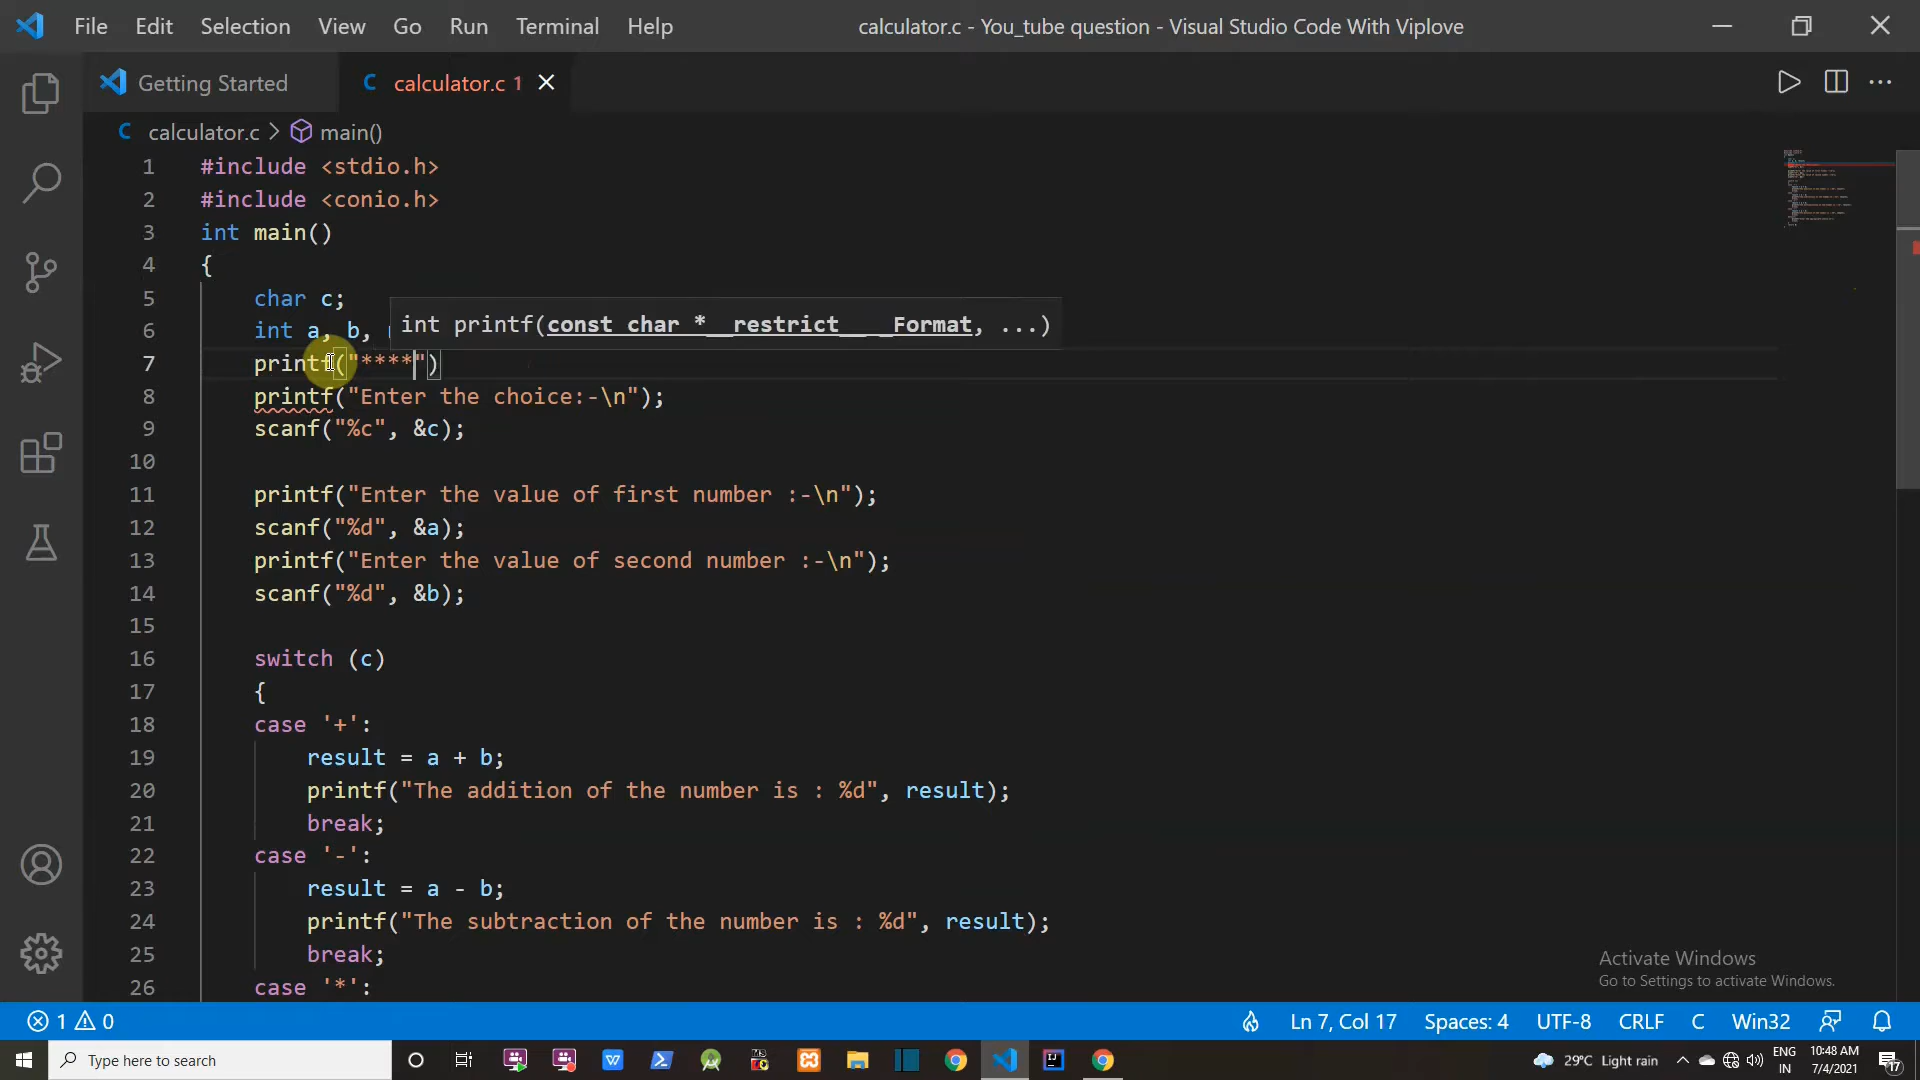 File Edit Selection View Go Run Terminal Help calculator.c - You_tube question - Visual Studio Code With Viplove
Getting Started C calculator.c 1
C calculator.c > main()
1 #include <stdio.h>
2 #include <conio.h>
3 int main()
4 {
5 char c;
int printf(const char *__restrict__ _Format, ...)
6 int a, b,
7 printf("****")
8 printf("Enter the choice:-\n");
9 scanf("%c", &c);
10
11 printf("Enter the value of first number :-\n");
12 scanf("%d", &a);
13 printf("Enter the value of second number :-\n");
14 scanf("%d", &b);
15
16 switch (c)
17 {
18 case '+':
19 result = a + b;
20 printf("The addition of the number is : %d", result);
21 break;
22 case '-':
23 result = a - b;
24 printf("The subtraction of the number is : %d", result);
25 break;
26 case '*':
Activate Windows
Go to Settings to activate Windows.
1 0 Ln 7, Col 17 Spaces: 4 UTF-8 CRLF C Win32
Type here to search 29°C Light rain ENG 10:48 AM
IN 7/4/2021 17